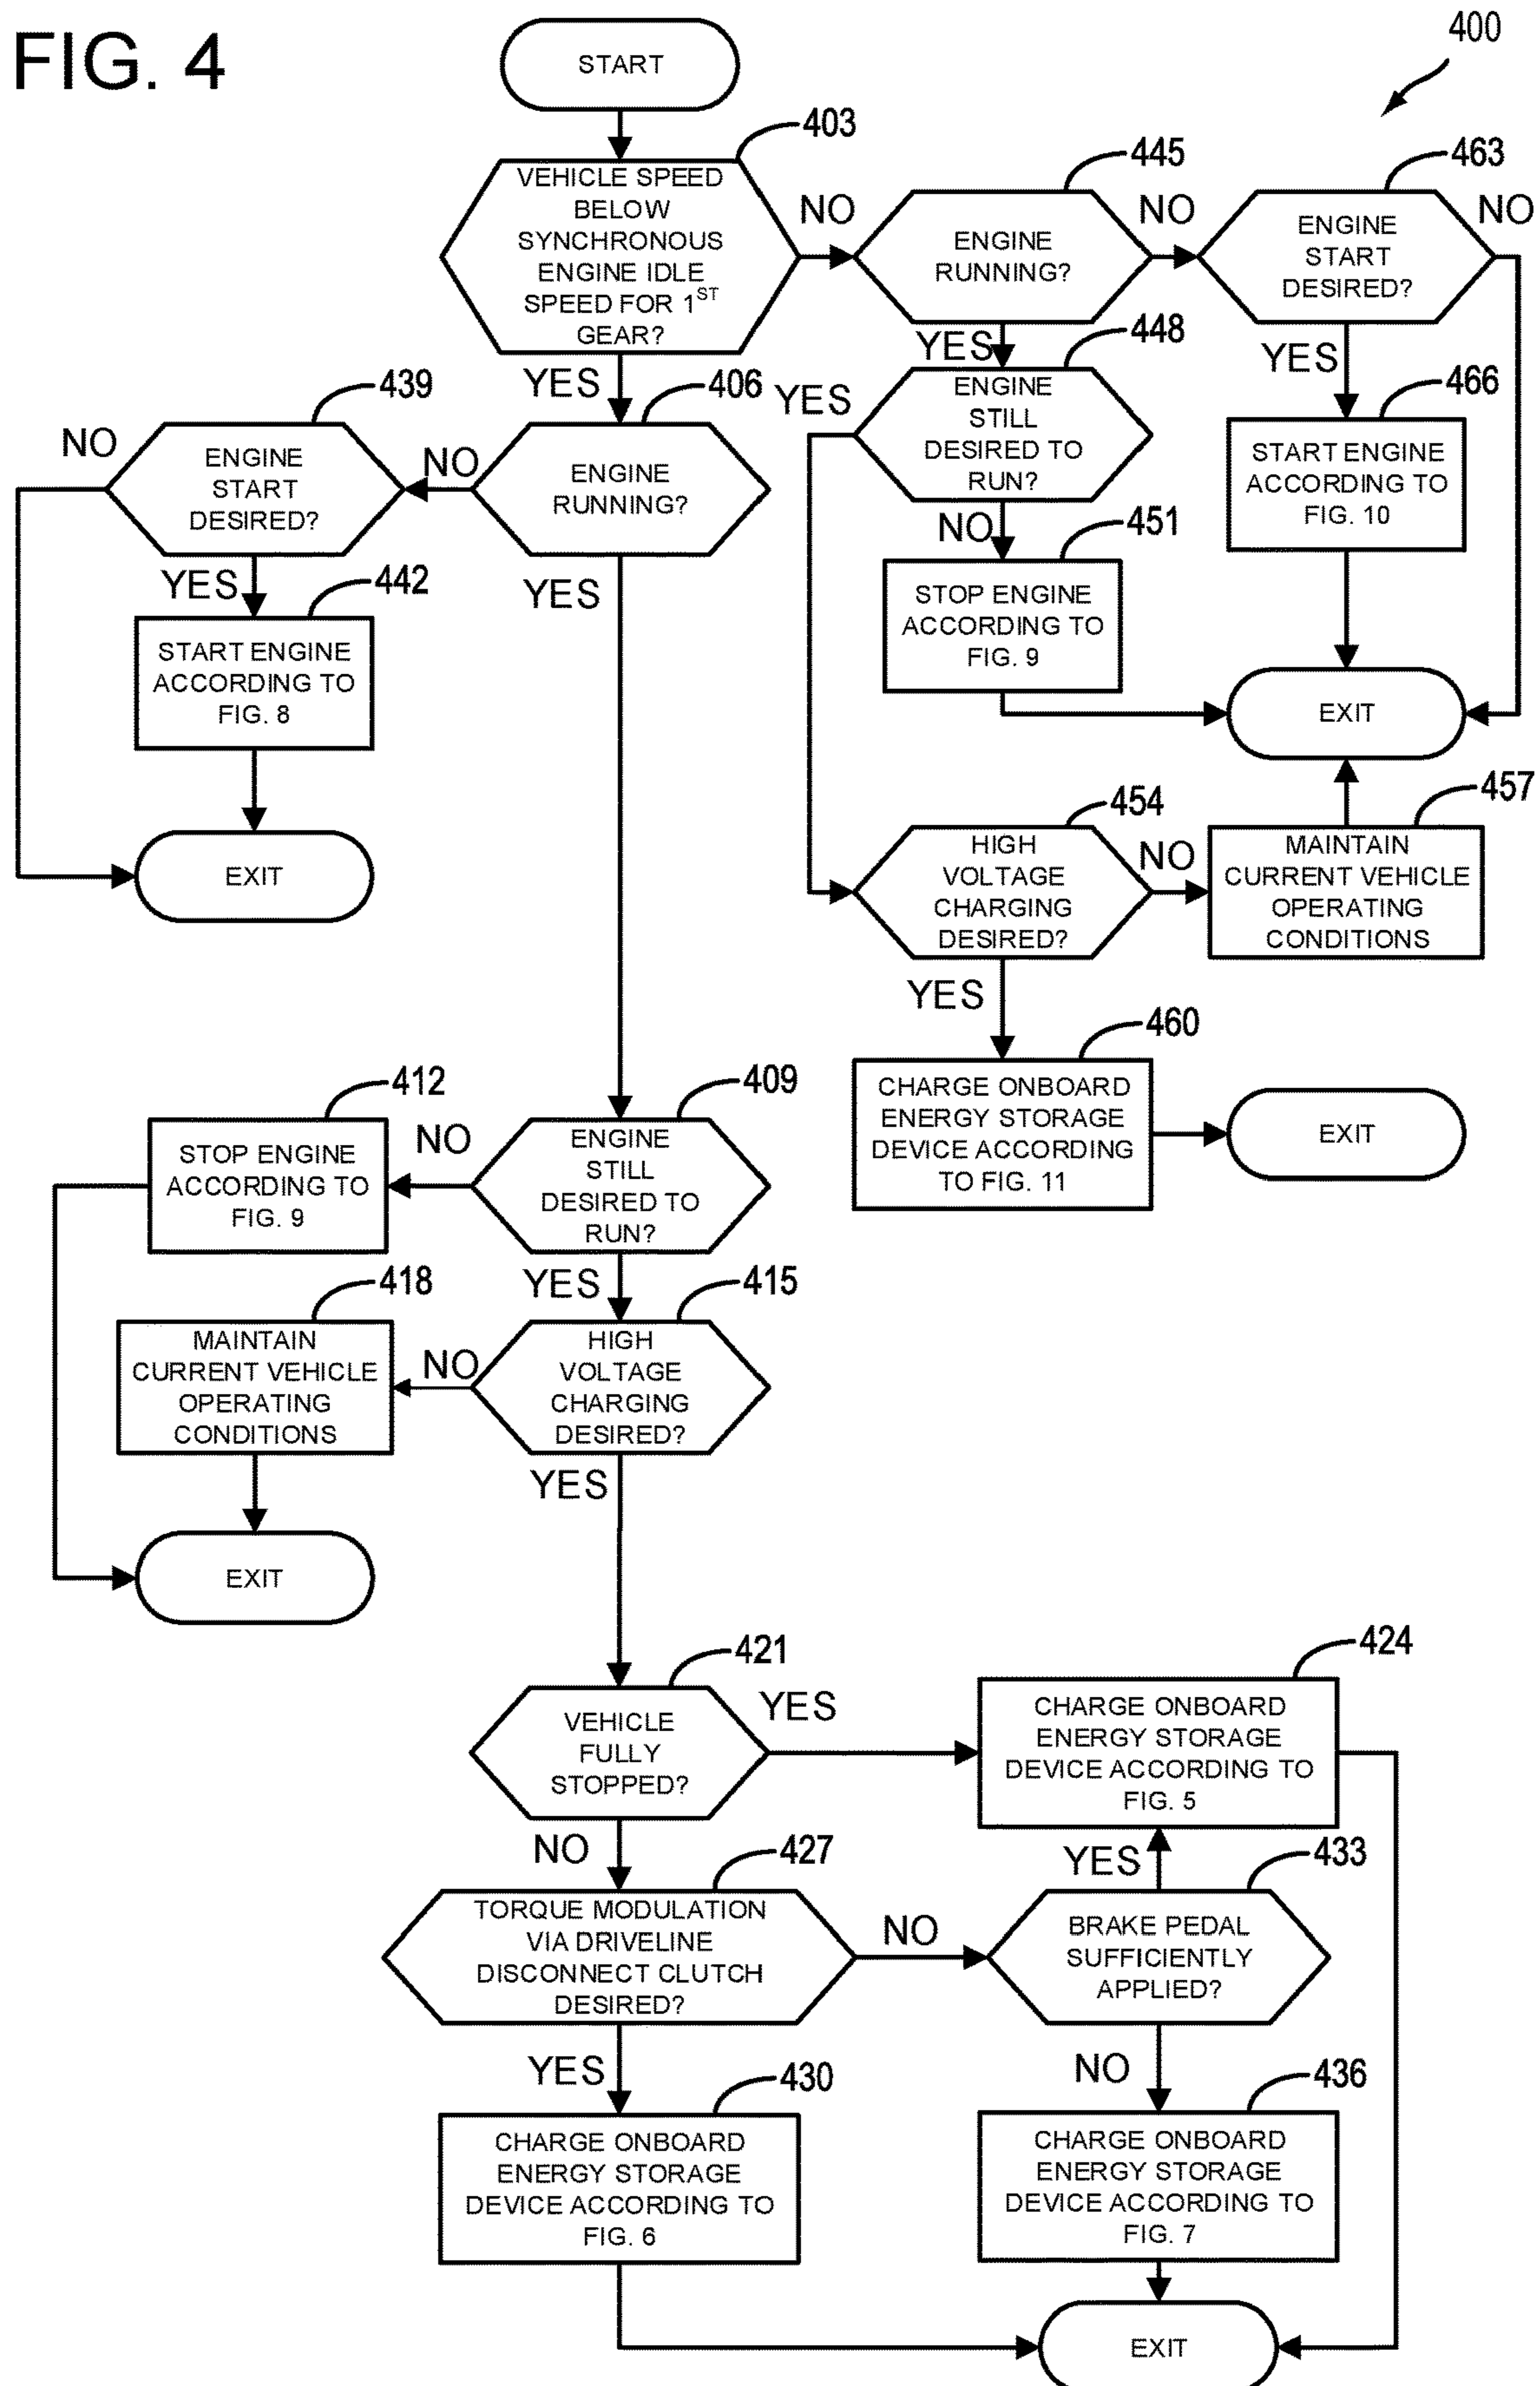 FIG. 4
400
START
403
VEHICLE SPEED
BELOW
SYNCHRONOUS
ENGINE IDLE
SPEED FOR 1ST
GEAR?
NO
445
ENGINE
RUNNING?
NO
463
ENGINE
START
DESIRED?
NO
YES
448
ENGINE
STILL
DESIRED TO
RUN?
YES
YES
466
START ENGINE
ACCORDING TO
FIG. 10
YES
406
ENGINE
RUNNING?
NO
439
ENGINE
START
DESIRED?
NO
YES
442
START ENGINE
ACCORDING TO
FIG. 8
EXIT
YES
NO
451
STOP ENGINE
ACCORDING TO
FIG. 9
EXIT
454
HIGH
VOLTAGE
CHARGING
DESIRED?
NO
457
MAINTAIN
CURRENT VEHICLE
OPERATING
CONDITIONS
YES
460
CHARGE ONBOARD
ENERGY STORAGE
DEVICE ACCORDING
TO FIG. 11
EXIT
409
ENGINE
STILL
DESIRED TO
RUN?
NO
412
STOP ENGINE
ACCORDING TO
FIG. 9
YES
415
HIGH
VOLTAGE
CHARGING
DESIRED?
NO
418
MAINTAIN
CURRENT VEHICLE
OPERATING
CONDITIONS
EXIT
YES
421
VEHICLE
FULLY
STOPPED?
YES
424
CHARGE ONBOARD
ENERGY STORAGE
DEVICE ACCORDING TO
FIG. 5
NO
427
TORQUE MODULATION
VIA DRIVELINE
DISCONNECT CLUTCH
DESIRED?
NO
YES
433
BRAKE PEDAL
SUFFICIENTLY
APPLIED?
YES
430
CHARGE ONBOARD
ENERGY STORAGE
DEVICE ACCORDING TO
FIG. 6
NO
436
CHARGE ONBOARD
ENERGY STORAGE
DEVICE ACCORDING TO
FIG. 7
EXIT